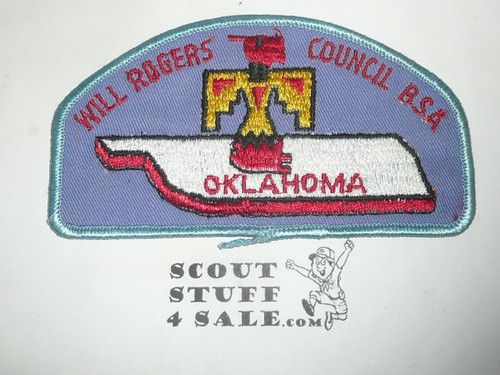 WILL ROGERS COUNCIL B.S.A
OKLAHOMA
SCOUT
STUFF
4 SALE.COM